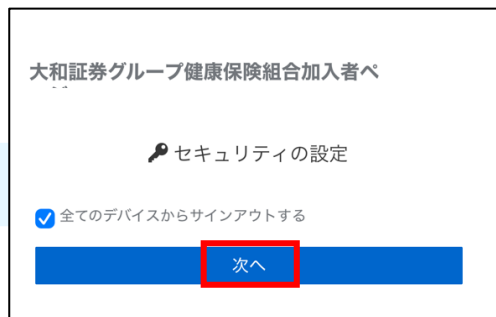 大和証券グループ健康保険組合加入者ペ
セキュリティの設定
全てのデバイスからサインアウトする
次へ